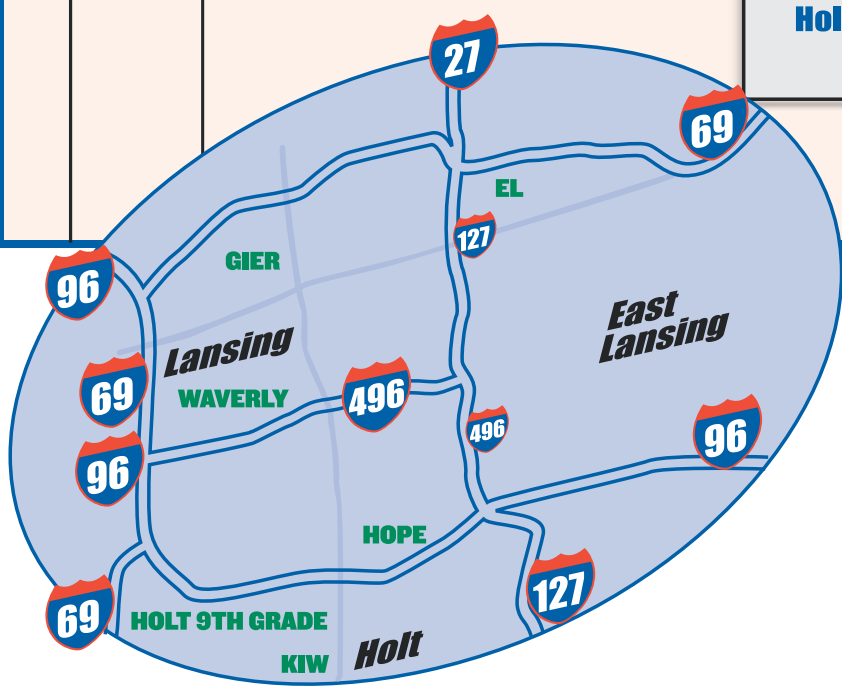 Hol
27
69
EL
127
GIER
96
East
Lansing
Lansing
69
WAVERLY
496
496
96
96
HOPE
127
69
HOLT 9TH GRADE
Holt
KIW